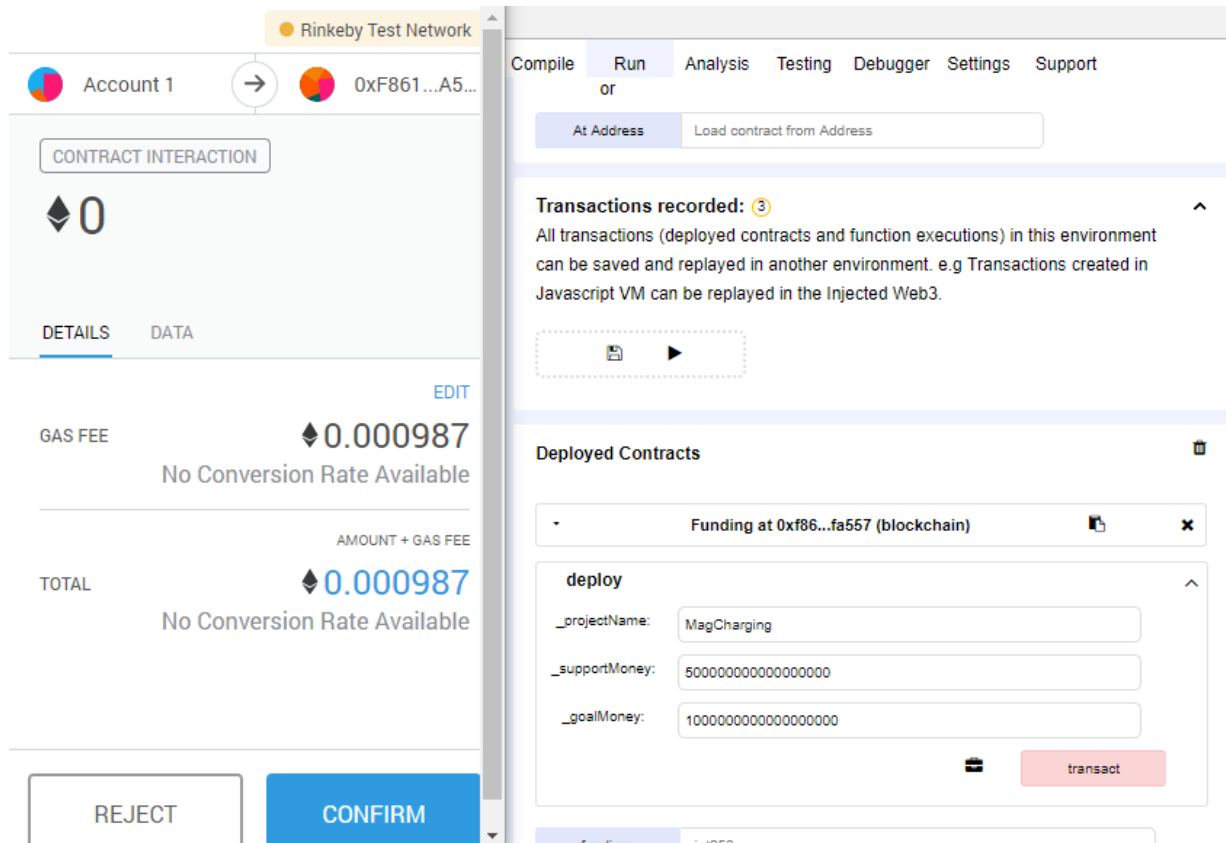 Rinkeby Test Network
Account 1
0xF861...A5...
CONTRACT INTERACTION
0
DETAILS DATA
EDIT
GAS FEE 0.000987
No Conversion Rate Available
AMOUNT + GAS FEE
TOTAL 0.000987
No Conversion Rate Available
REJECT CONFIRM
Compile Run Analysis Testing Debugger Settings Support
or
At Address Load contract from Address
Transactions recorded: 3
All transactions (deployed contracts and function executions) in this environment
can be saved and replayed in another environment. e.g Transactions created in
Javascript VM can be replayed in the Injected Web3.
Deployed Contracts
Funding at 0xf86...fa557 (blockchain)
deploy
_projectName: MagCharging
_supportMoney: 500000000000000000
_goalMoney: 1000000000000000000
transact